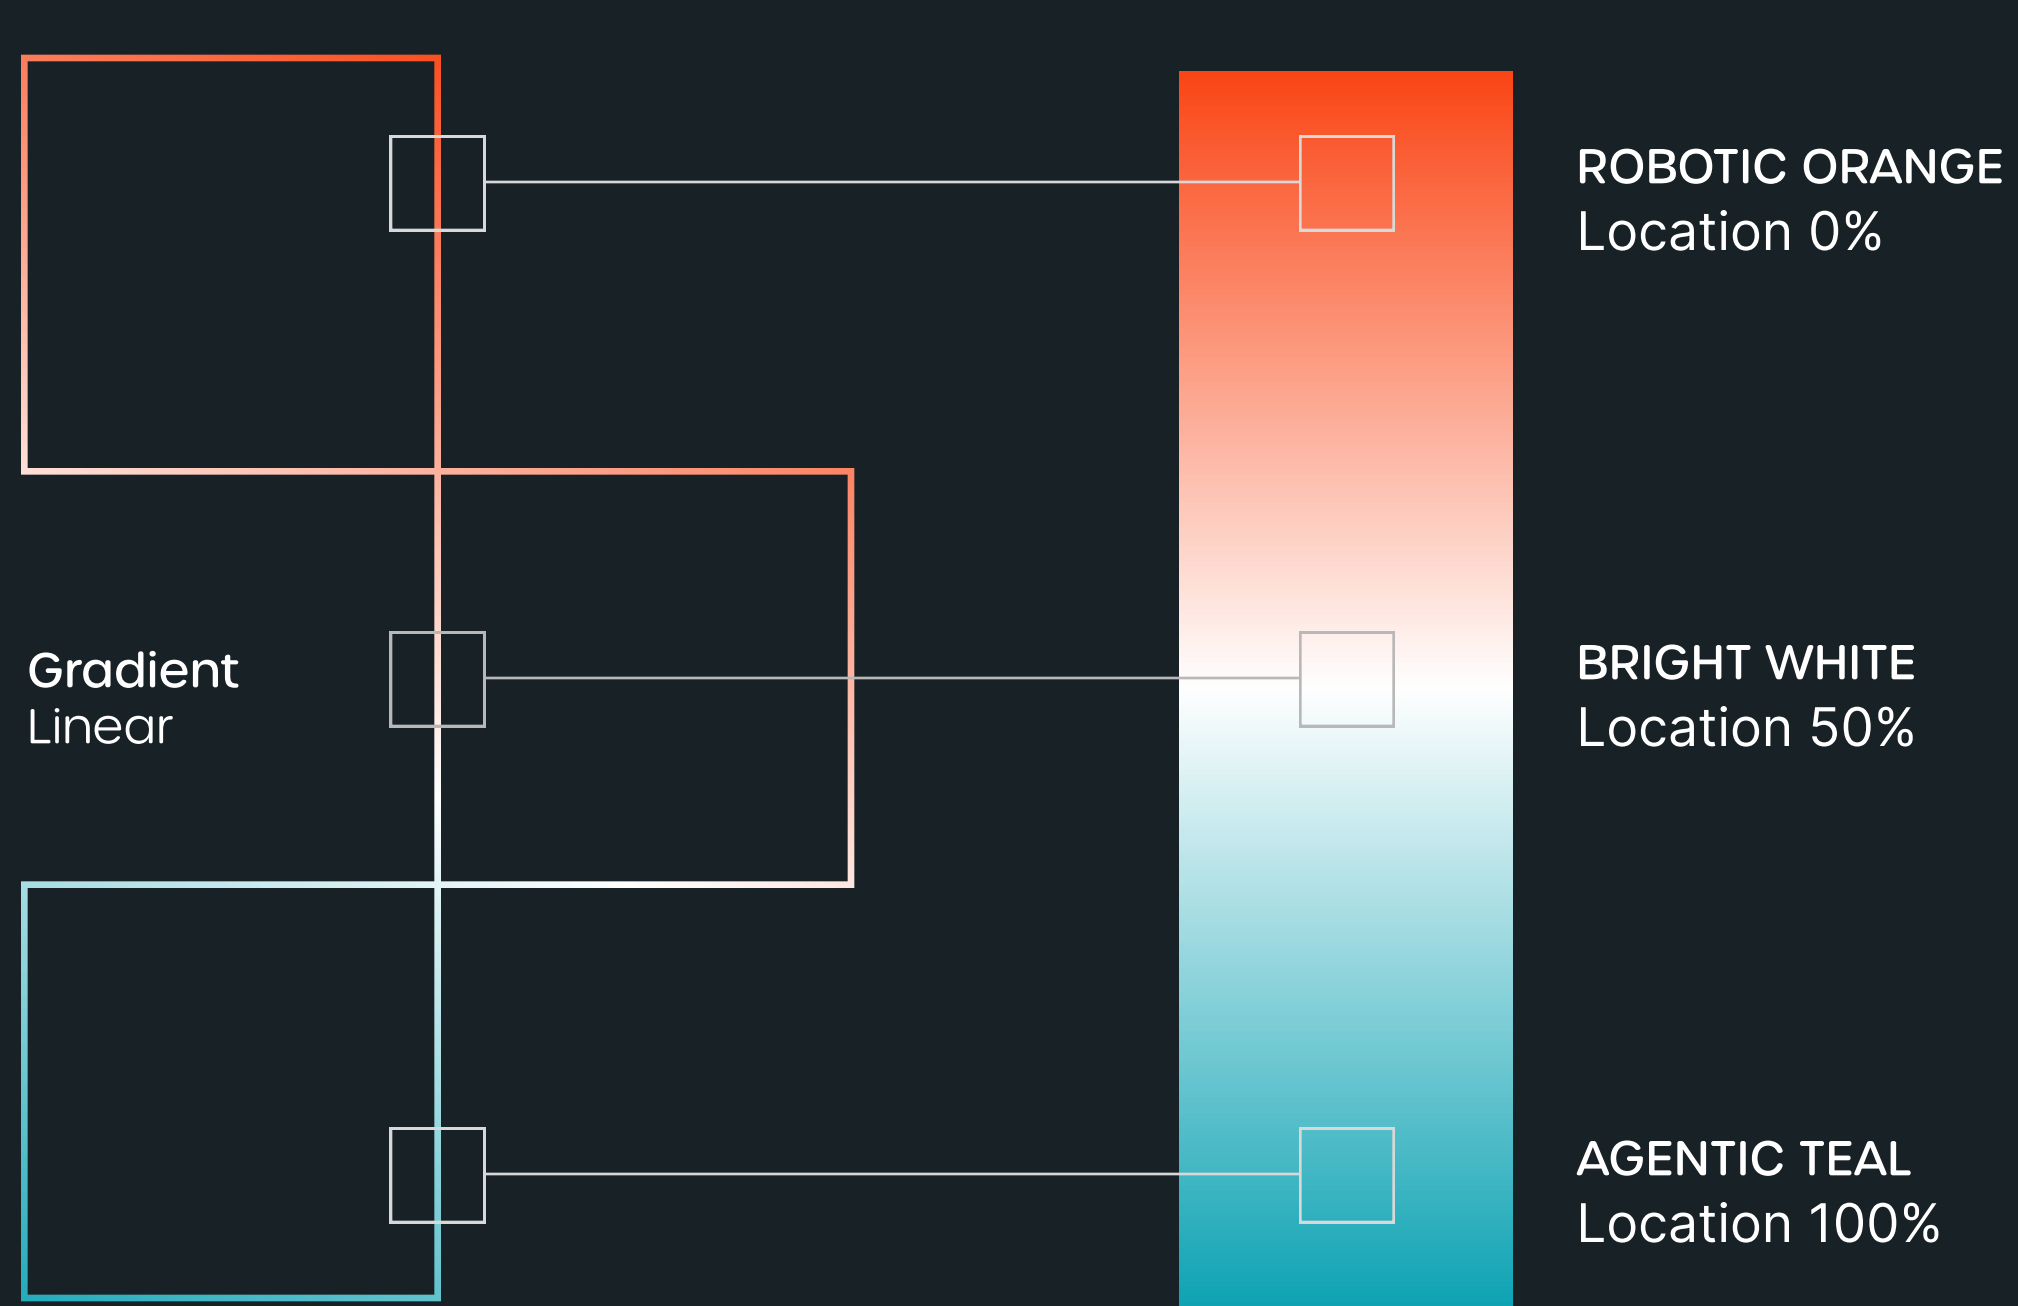 ROBOTIC ORANGE
Location 0%
Gradient
Linear
BRIGHT WHITE
Location 50%
AGENTIC TEAL
Location 100%